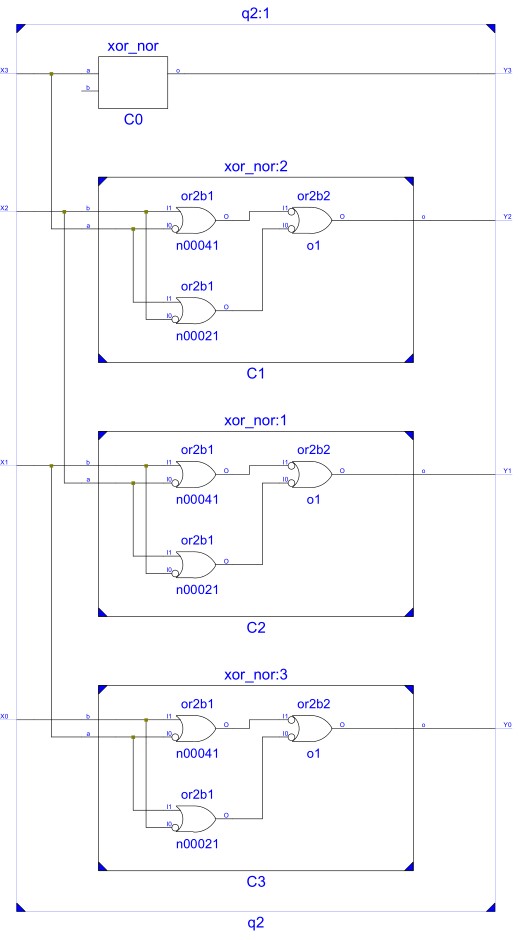 q2:1
xor_nor
X3 a o Y3
b
C0
xor_nor:2
or2b1 or2b2
X2 b I1 O I1 O o Y2
a I0 I0
n00041 o1
or2b1
I1 O
I0
n00021
C1
xor_nor:1
or2b1 or2b2
X1 b I1 O I1 O o Y1
a I0 I0
n00041 o1
or2b1
I1 O
I0
n00021
C2
xor_nor:3
or2b1 or2b2
X0 b I1 O I1 O o Y0
a I0 I0
n00041 o1
or2b1
I1 O
I0
n00021
C3
q2